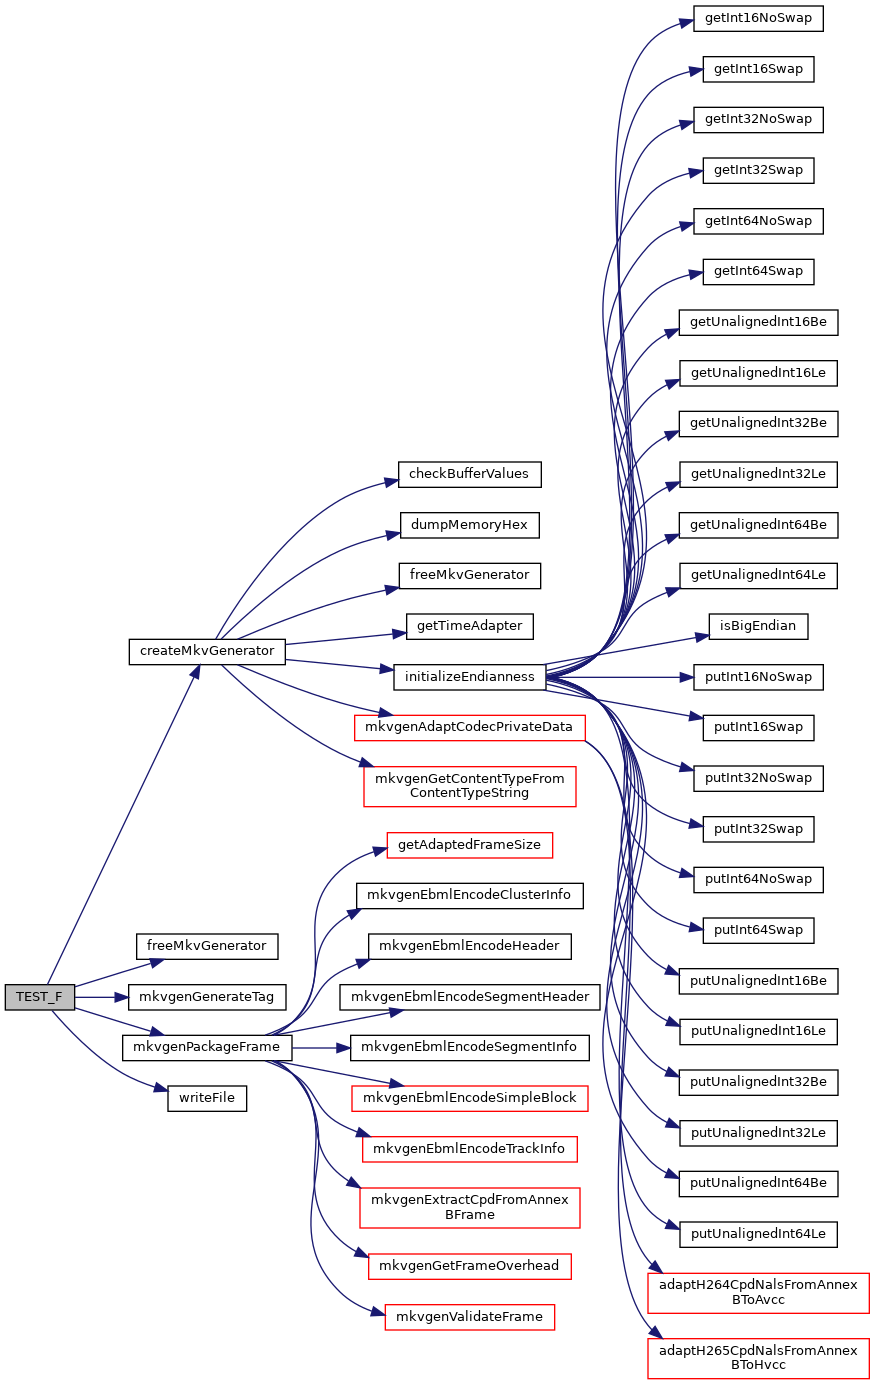 getInt16NoSwap
getInt16Swap
getInt32NoSwap
getInt32Swap
getInt64NoSwap
getInt64Swap
getUnalignedInt16Be
getUnalignedInt16Le
getUnalignedInt32Be
getUnalignedInt32Le
getUnalignedInt64Be
getUnalignedInt64Le
isBigEndian
putInt16NoSwap
putInt16Swap
putInt32NoSwap
putInt32Swap
putInt64NoSwap
putInt64Swap
putUnalignedInt16Be
putUnalignedInt16Le
putUnalignedInt32Be
putUnalignedInt32Le
putUnalignedInt64Be
putUnalignedInt64Le
adaptH264CpdNalsFromAnnex
BToAvcc
adaptH265CpdNalsFromAnnex
BToHvcc
checkBufferValues
dumpMemoryHex
freeMkvGenerator
getTimeAdapter
initializeEndianness
mkvgenAdaptCodecPrivateData
mkvgenGetContentTypeFrom
ContentTypeString
createMkvGenerator
getAdaptedFrameSize
mkvgenEbmlEncodeClusterInfo
mkvgenEbmlEncodeHeader
mkvgenEbmlEncodeSegmentHeader
mkvgenEbmlEncodeSegmentInfo
mkvgenEbmlEncodeSimpleBlock
mkvgenEbmlEncodeTrackInfo
mkvgenExtractCpdFromAnnex
BFrame
mkvgenGetFrameOverhead
mkvgenValidateFrame
freeMkvGenerator
mkvgenGenerateTag
mkvgenPackageFrame
writeFile
TEST_F